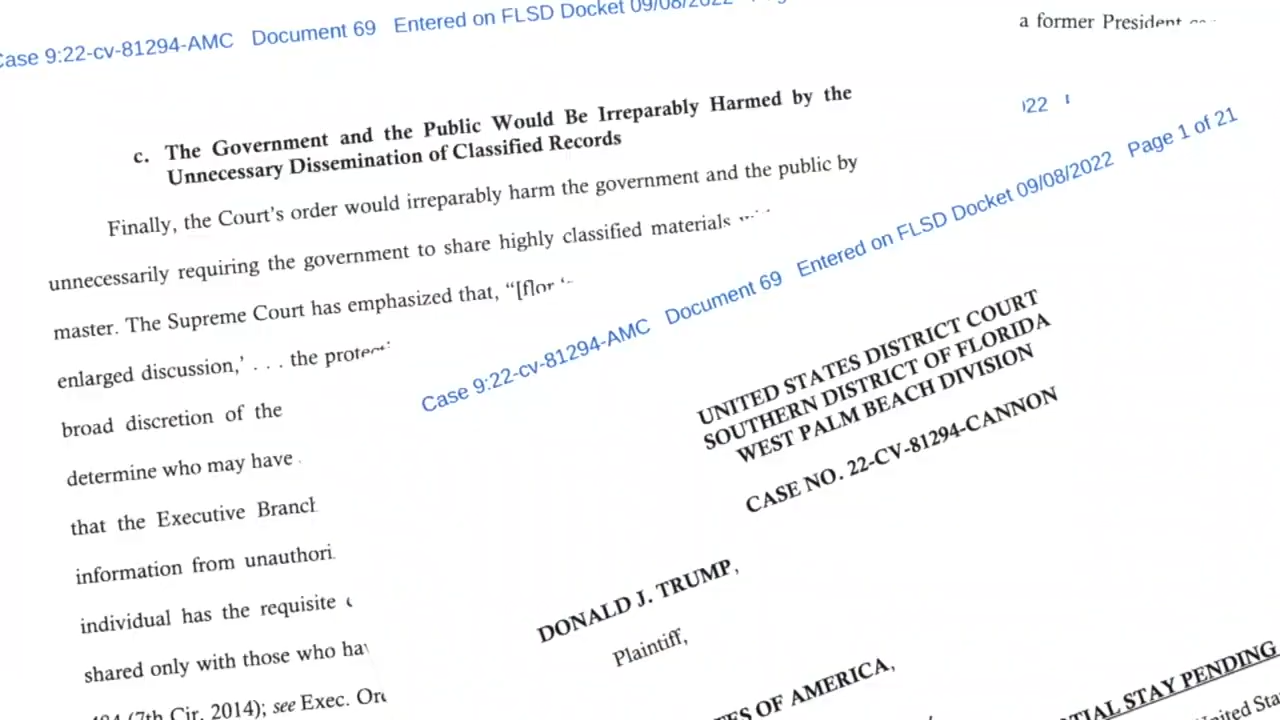 Case 9:22-cv-81294-AMC Document 69 Entered on FLSD Docket 09/08/2022
c. The Government and the Public Would Be Irreparably Harmed by the
Unnecessary Dissemination of Classified Records
Finally, the Court's order would irreparably harm the government and the public by
unnecessarily requiring the government to share highly classified materials
master. The Supreme Court has emphasized that, “[
enlarged discussion,’ . . . the
broad discretion of the
determine who may have
that the Executive
information from
individual has the requisite
shared only with those who
(7th Cir. 2014); see Exec.
a former President
22
Case 9:22-cv-81294-AMC Document 69 Entered on FLSD Docket 09/08/2022 Page 1 of 21
UNITED STATES DISTRICT COURT
SOUTHERN DISTRICT OF FLORIDA
WEST PALM BEACH DIVISION
CASE NO. 22-CV-81294-CANNON
DONALD J. TRUMP,
Plaintiff,
OF AMERICA,
STAY PENDING